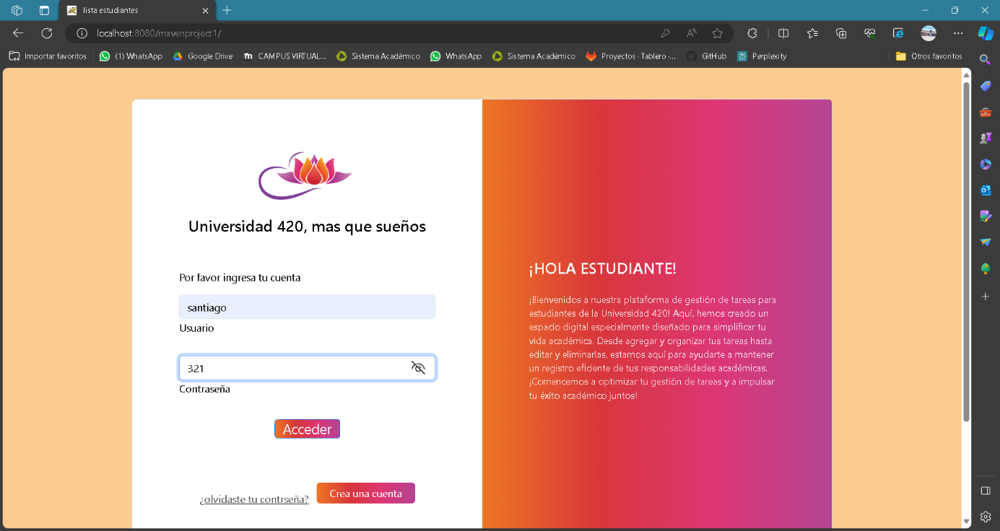 lista estudiantes
localhost:8080/mavenproject1/
Importar favoritos
(1) WhatsApp
Google Drive
CAMPUS VIRTUAL...
Sistema Académico
WhatsApp
Sistema Académico
Proyectos · Tablero ·...
GitHub
Perplexity
Otros favoritos
Universidad 420, mas que sueños
Por favor ingresa tu cuenta
santiago
Usuario
321
Contraseña
Acceder
¿olvidaste tu contrseña?
Crea una cuenta
¡HOLA ESTUDIANTE!
¡Bienvenidos a nuestra plataforma de gestión de tareas para
estudiantes de la Universidad 420! Aquí, hemos creado un
espacio digital especialmente diseñado para simplificar tu
vida académica. Desde agregar y organizar tus tareas hasta
editar y eliminarlas, estamos aquí para ayudarte a mantener
un registro eficiente de tus responsabilidades académicas.
¡Comencemos a optimizar tu gestión de tareas y a impulsar
tu éxito académico juntos!